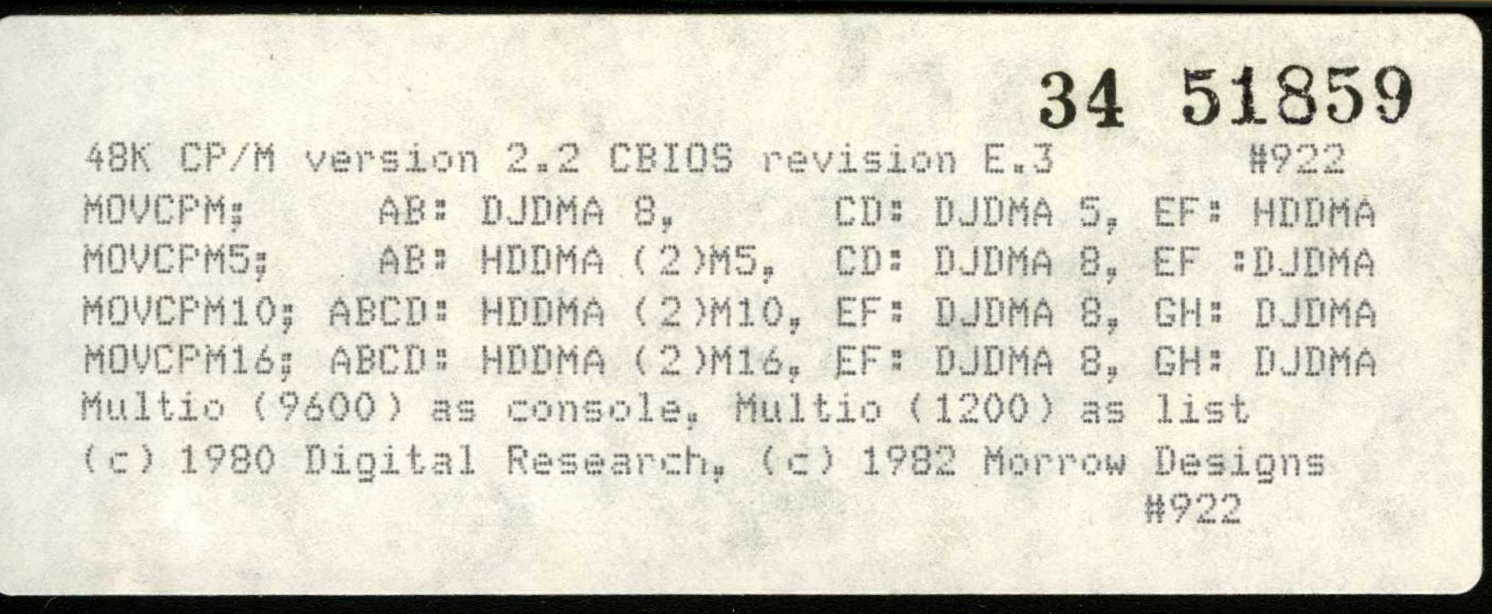 34 51859
48K CP/M version 2.2 CBIOS revision E.3 #922
MOVCPM; AB: DJDMA 8, CD: DJDMA 5, EF: HDDMA
MOVCPM5; AB: HDDMA (2)M5, CD: DJDMA 8, EF :DJDMA
MOVCPM10; ABCD: HDDMA (2)M10, EF: DJDMA 8, GH: DJDMA
MOVCPM16; ABCD: HDDMA (2)M16, EF: DJDMA 8, GH: DJDMA
Multio (9600) as console, Multio (1200) as list
(c) 1980 Digital Research, (c) 1982 Morrow Designs
#922